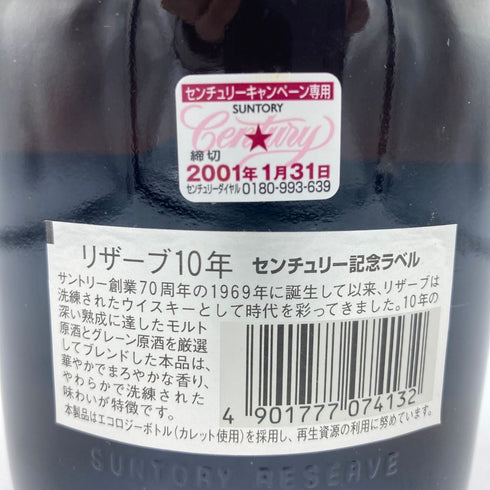 センチュリーキャンペーン専用
SUNTORY
Century
締切
2001年1月31日
センチュリーダイヤル 0180-993-639
リザーブ10年 センチュリー記念ラベル
サントリー創業70周年の1969年に誕生して以来、リザーブは
洗練されたウイスキーとして時代を彩ってきました。10年の
深い熟成に達したモルト
原酒とグレーン原酒を厳選
してブレンドした本品は、
華やかでまろやかな香り、
やわらかで洗練された
味わいが特徴です。
4 901777 074132
本製品はエコロジーボトル(カレット使用)を採用し、再生資源の利用に努めています。
SUNTORY RESERVE